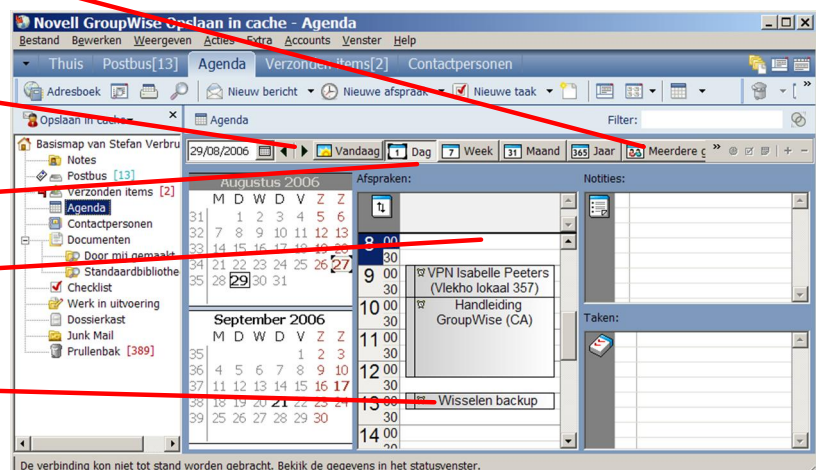 Novell GroupWise Opslaan in cache - Agenda
Bestand Bewerken Weergeven Acties Extra Accounts Venster Help
Thuis Postbus[13] Agenda Verzonden items[2] Contactpersonen
Adresboek Nieuw bericht Nieuwe afspraak Nieuwe taak
Opslaan in cache Agenda Filter:
29/08/2006 Vandaag 1 Dag 7 Week 31 Maand 365 Jaar Meerdere g
Basismap van Stefan Verbru
Notes
Postbus [13]
Verzonden items [2]
Agenda
Contactpersonen
Documenten
Door mij gemaakt
Standaardbibliothe
Checklist
Werk in uitvoering
Dossierkast
Junk Mail
Prullenbak [389]
Augustus 2006
M D W D V Z Z
31 1 2 3 4 5 6
32 7 8 9 10 11 12 13
33 14 15 16 17 18 19 20
34 21 22 23 24 25 26 27
35 28 29 30 31
September 2006
M D W D V Z Z
35 1 2 3
36 4 5 6 7 8 9 10
37 11 12 13 14 15 16 17
38 18 19 20 21 22 23 24
39 25 26 27 28 29 30
Afspraken:
8 00
30
9 00 VPN Isabelle Peeters
30 (Vlekho lokaal 357)
10 00 Handleiding
30 GroupWise (CA)
11 00
30
12 00
30
13 00 Wisselen backup
30
14 00
Notities:
Taken:
De verbinding kon niet tot stand worden gebracht. Bekijk de gegevens in het statusvenster.